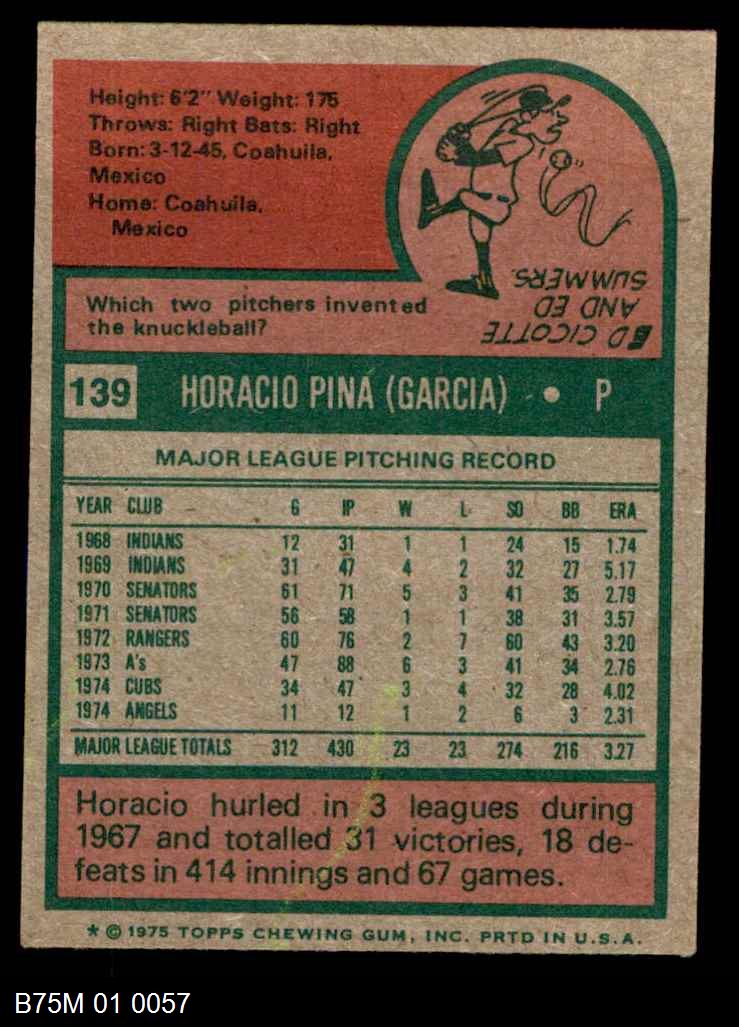 Height: 6'2" Weight: 175
Throws: Right Bats: Right
Born: 3-12-45, Coahuila,
Mexico
Home: Coahuila,
Mexico
Which two pitchers invented
the knuckleball?
ED CICOTTE
AND ED
SUMMERS.
139 HORACIO PINA (GARCIA) • P
MAJOR LEAGUE PITCHING RECORD
YEAR CLUB G IP W L SO BB ERA
1968 INDIANS 12 31 1 1 24 15 1.74
1969 INDIANS 31 47 4 2 32 27 5.17
1970 SENATORS 61 71 5 3 41 35 2.79
1971 SENATORS 56 58 1 1 38 31 3.57
1972 RANGERS 60 76 2 7 60 43 3.20
1973 A's 47 88 6 3 41 34 2.76
1974 CUBS 34 47 3 4 32 28 4.02
1974 ANGELS 11 12 1 2 6 3 2.31
MAJOR LEAGUE TOTALS 312 430 23 23 274 216 3.27
Horacio hurled in 3 leagues during
1967 and totalled 31 victories, 18 de-
feats in 414 innings and 67 games.
* © 1975 TOPPS CHEWING GUM, INC. PRTD IN U.S.A.
B75M 01 0057